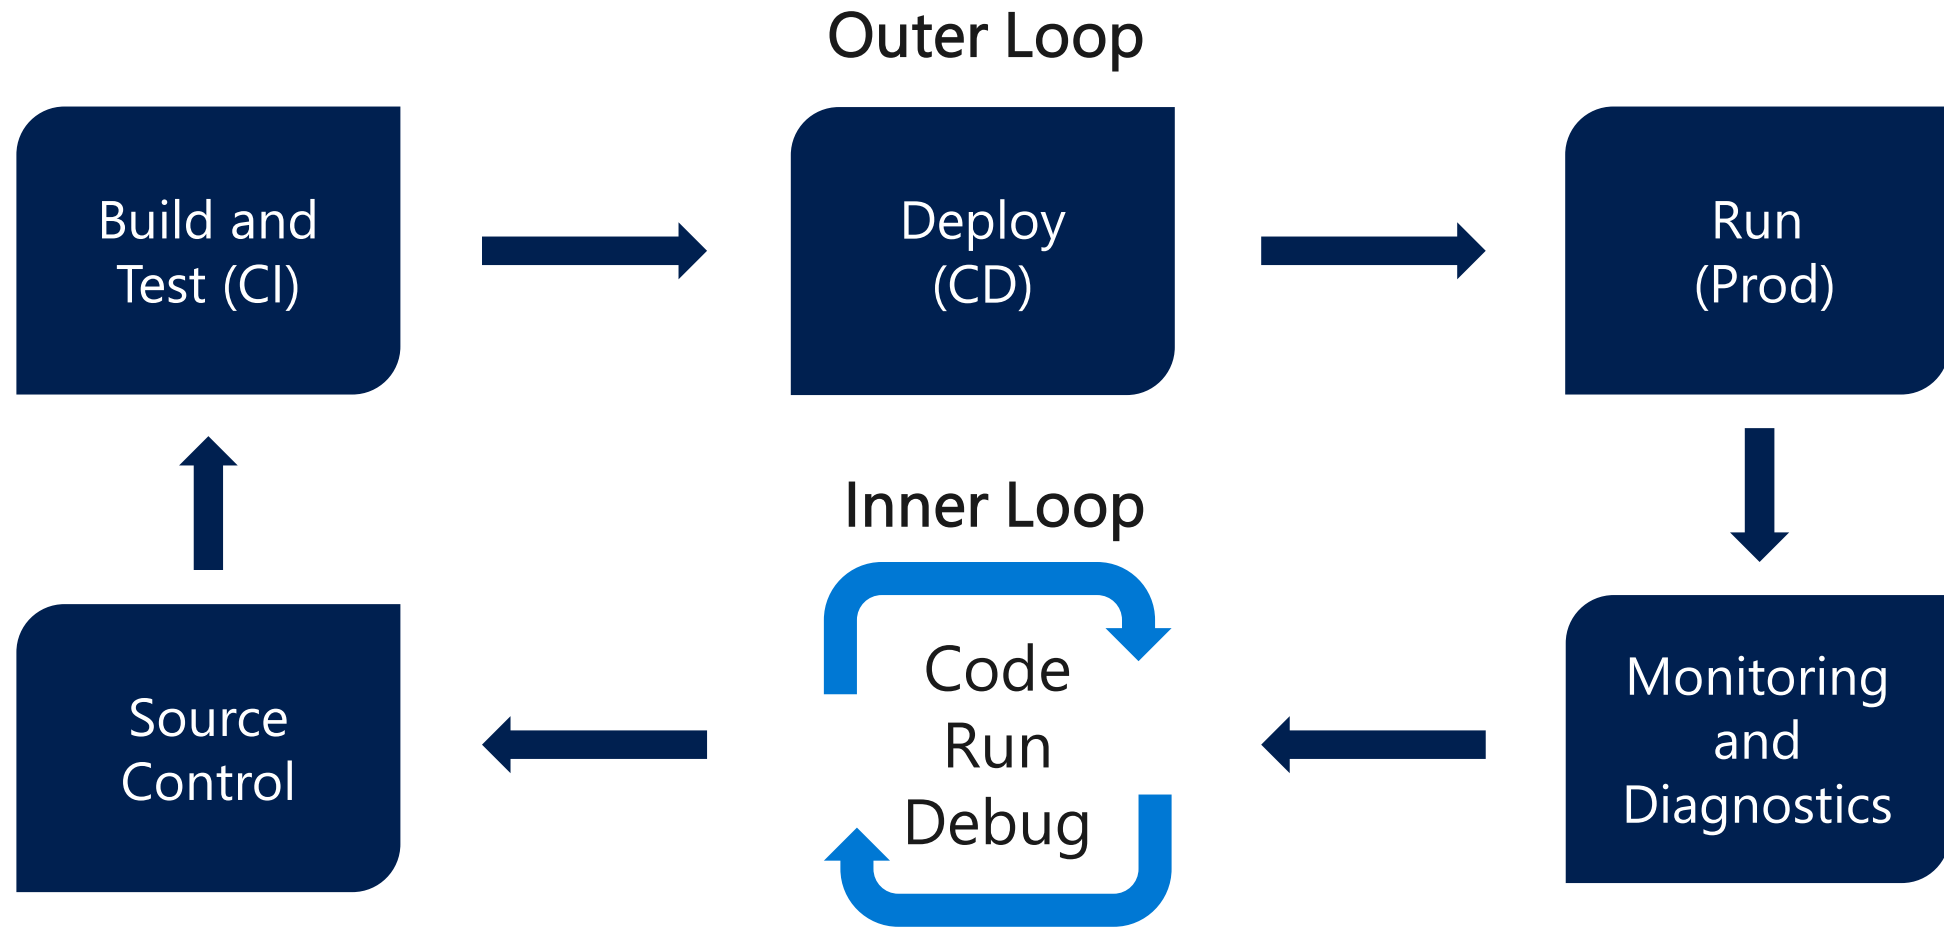 Outer Loop
Build and
Test (CI)
Deploy
(CD)
Run
(Prod)
Inner Loop
Source
Control
Code
Run
Debug
Monitoring
and
Diagnostics